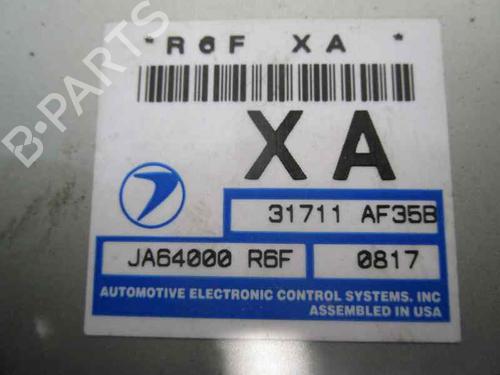 *R6F XA*
XA
31711 AF35B
JA64000 R6F 0817
AUTOMOTIVE ELECTRONIC CONTROL SYSTEMS. INC
ASSEMBLED IN USA
B-PARTS